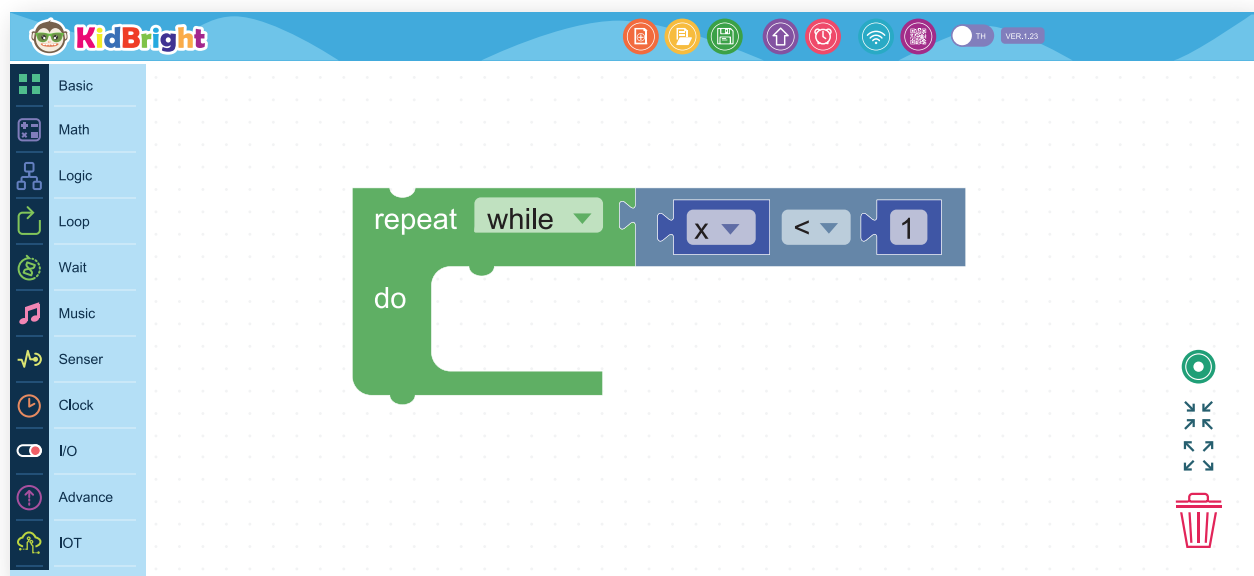 KidBright
TH
VER.1.23
Basic
Math
Logic
Loop
Wait
Music
Senser
Clock
I/O
Advance
IOT
repeat while x < 1
do